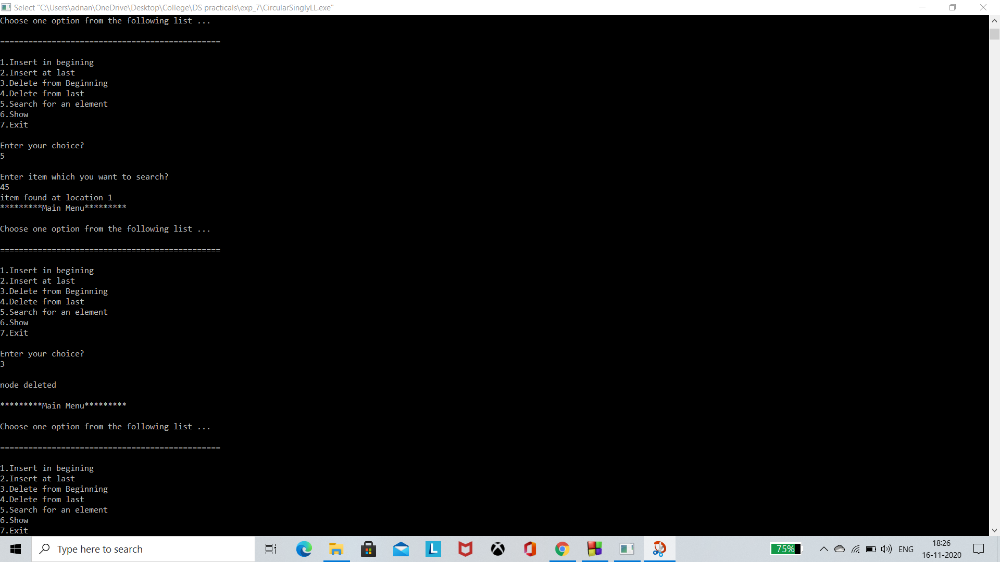 Select "C:\Users\adnan\OneDrive\Desktop\College\DS practicals\exp_7\CircularSinglyLL.exe"
Choose one option from the following list ...
===============================================
1.Insert in begining
2.Insert at last
3.Delete from Beginning
4.Delete from last
5.Search for an element
6.Show
7.Exit
Enter your choice?
5
Enter item which you want to search?
45
item found at location 1
*********Main Menu*********
Choose one option from the following list ...
===============================================
1.Insert in begining
2.Insert at last
3.Delete from Beginning
4.Delete from last
5.Search for an element
6.Show
7.Exit
Enter your choice?
3
node deleted
*********Main Menu*********
Choose one option from the following list ...
===============================================
1.Insert in begining
2.Insert at last
3.Delete from Beginning
4.Delete from last
5.Search for an element
6.Show
7.Exit
Type here to search
L
75%
ENG
18:26
16-11-2020